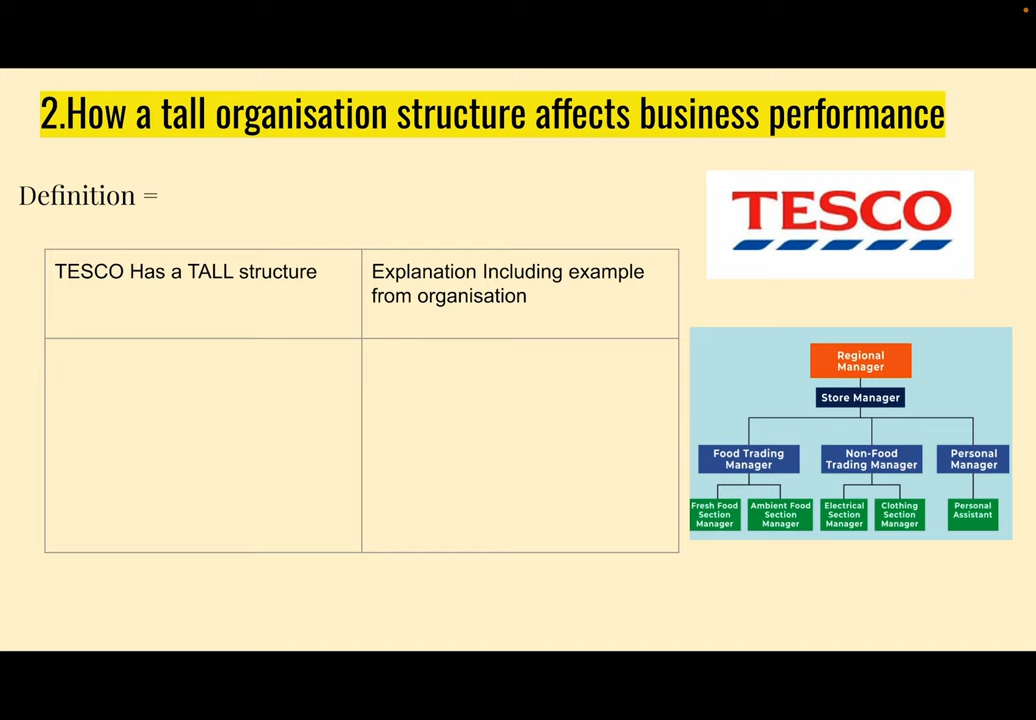 2.How a tall organisation structure affects business performance
Definition =
TESCO Has a TALL structure
Explanation Including example
from organisation
TESCO
Regional
Manager
Store Manager
Food Trading
Manager
Non-Food
Trading Manager
Personal
Manager
Fresh Food
Section
Manager
Ambient Food
Section
Manager
Electrical
Section
Manager
Clothing
Section
Manager
Personal
Assistant